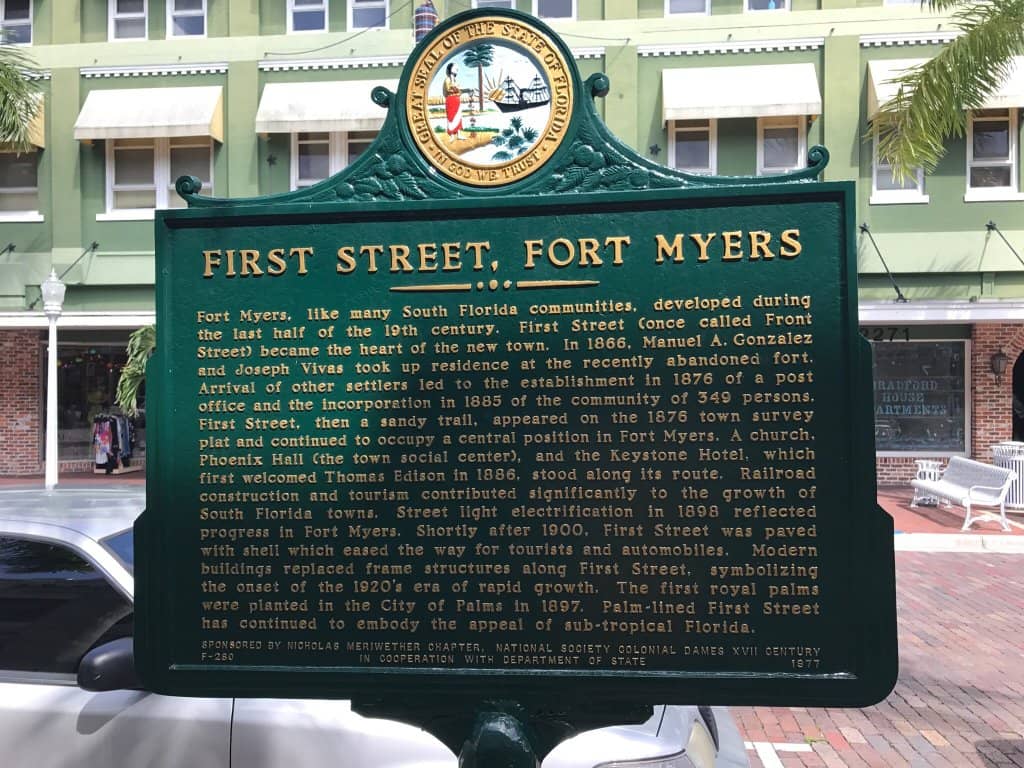 GREAT SEAL OF THE STATE OF FLORIDA
IN GOD WE TRUST
FIRST STREET, FORT MYERS
Fort Myers, like many South Florida communities, developed during
the last half of the 19th century. First Street (once called Front
Street) became the heart of the new town. In 1866, Manuel A. Gonzalez
and Joseph Vivas took up residence at the recently abandoned fort.
Arrival of other settlers led to the establishment in 1876 of a post
office and the incorporation in 1885 of the community of 349 persons.
First Street, then a sandy trail, appeared on the 1876 town survey
plat and continued to occupy a central position in Fort Myers. A church,
Phoenix Hall (the town social center), and the Keystone Hotel, which
first welcomed Thomas Edison in 1886, stood along its route. Railroad
construction and tourism contributed significantly to the growth of
South Florida towns. Street light electrification in 1898 reflected
progress in Fort Myers. Shortly after 1900, First Street was paved
with shell which eased the way for tourists and automobiles. Modern
buildings replaced frame structures along First Street, symbolizing
the onset of the 1920's era of rapid growth. The first royal palms
were planted in the City of Palms in 1897. Palm-lined First Street
has continued to embody the appeal of sub-tropical Florida.
SPONSORED BY NICHOLAS MERIWETHER CHAPTER, NATIONAL SOCIETY COLONIAL DAMES XVII CENTURY
F-280 IN COOPERATION WITH DEPARTMENT OF STATE 1977
2271
BRADFORD
HOUSE
APARTMENTS